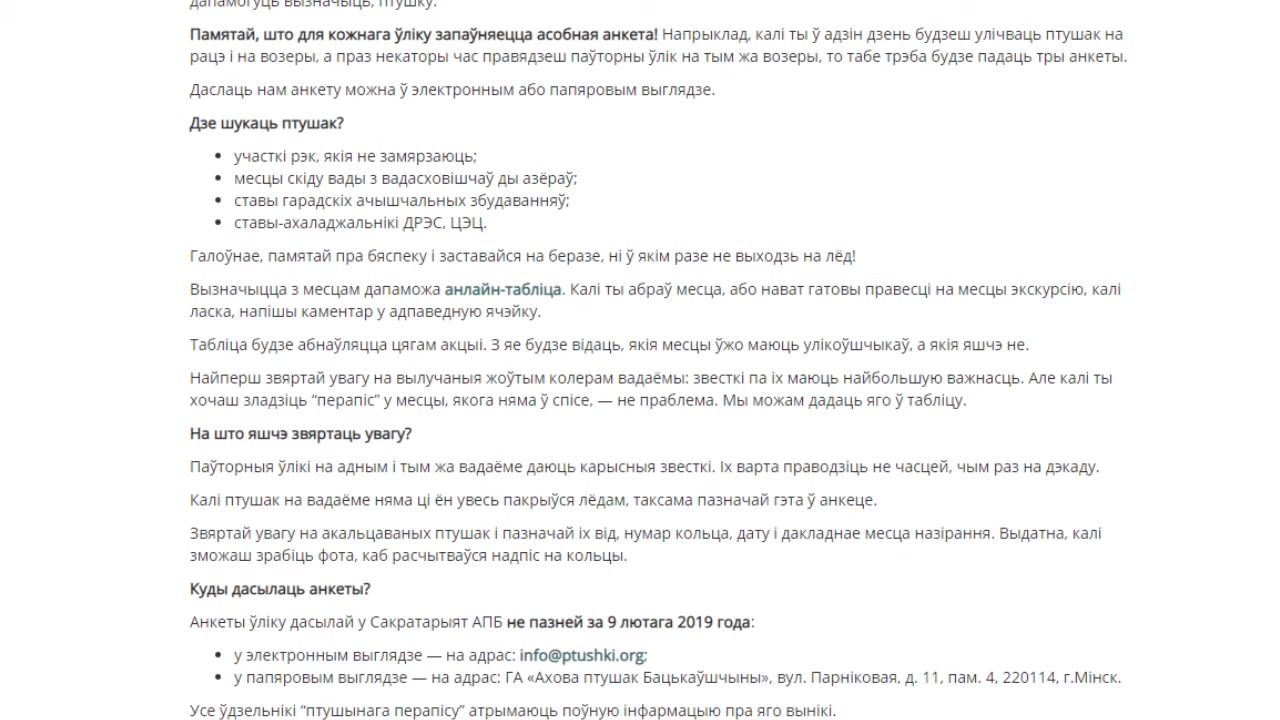 дапамогуць вызначыць, птушку.
Памятай, што для кожнага ўліку запаўняецца асобная анкета! Напрыклад, калі ты ў адзін дзень будзеш улічваць птушак на
рацэ і на возеры, а праз некаторы час правядзеш паўторны ўлік на тым жа возеры, то табе трэба будзе падаць тры анкеты.
Даслаць нам анкету можна ў электронным або папяровым выглядзе.
Дзе шукаць птушак?
• участкі рэк, якія не замярзаюць;
• месцы скіду вады з вадасховішчаў ды азёраў;
• ставы гарадскіх ачышчальных збудаванняў;
• ставы-ахаладжальнікі ДРЭС, ЦЭЦ.
Галоўнае, памятай пра бяспеку і заставайся на беразе, ні ў якім разе не выходзь на лёд!
Вызначыцца з месцам дапаможа анлайн-табліца. Калі ты абраў месца, або нават гатовы правесці на месцы экскурсію, калі
ласка, напішы каментар у адпаведную ячэйку.
Табліца будзе абнаўляцца цягам акцыі. З яе будзе відаць, якія месцы ўжо маюць улікоўшчыкаў, а якія яшчэ не.
Найперш звяртай увагу на вылучаныя жоўтым колерам вадаёмы: звесткі па іх маюць найбольшую важнасць. Але калі ты
хочаш зладзіць “перапіс” у месцы, якога няма ў спісе, — не праблема. Мы можам дадаць яго ў табліцу.
На што яшчэ звяртаць увагу?
Паўторныя ўлікі на адным і тым жа вадаёме даюць карысныя звесткі. Іх варта праводзіць не часцей, чым раз на дэкаду.
Калі птушак на вадаёме няма ці ён увесь пакрыўся лёдам, таксама пазначай гэта ў анкеце.
Звяртай увагу на акальцаваных птушак і пазначай іх від, нумар кольца, дату і дакладнае месца назірання. Выдатна, калі
зможаш зрабіць фота, каб расчытваўся надпіс на кольцы.
Куды дасылаць анкеты?
Анкеты ўліку дасылай у Сакратарыят АПБ не пазней за 9 лютага 2019 года:
• у электронным выглядзе — на адрас: info@ptushki.org;
• у папяровым выглядзе — на адрас: ГА «Ахова птушак Бацькаўшчыны», вул. Парніковая, д. 11, пам. 4, 220114, г.Мінск.
Усе ўдзельнікі “птушынага перапісу” атрымаюць поўную інфармацыю пра яго вынікі.